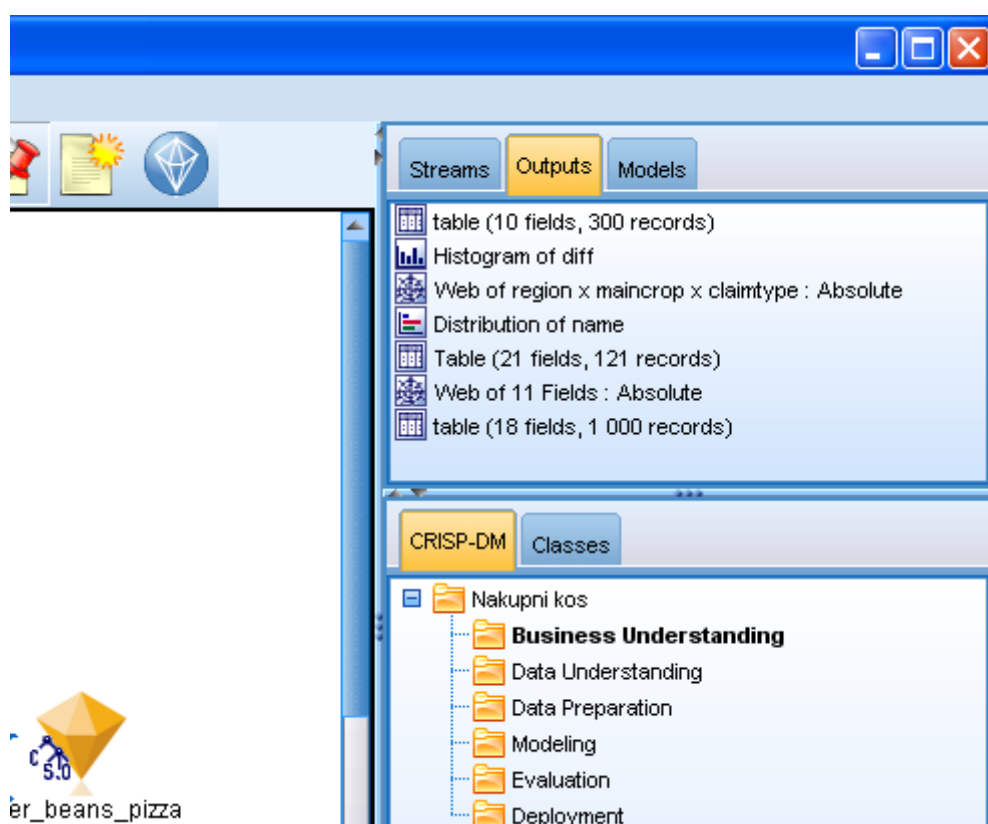 Streams Outputs Models
table (10 fields, 300 records)
Histogram of diff
Web of region x maincrop x claimtype : Absolute
Distribution of name
Table (21 fields, 121 records)
Web of 11 Fields : Absolute
table (18 fields, 1 000 records)
CRISP-DM Classes
Nakupni kos
Business Understanding
Data Understanding
Data Preparation
Modeling
Evaluation
Deployment
C 5.0
er_beans_pizza